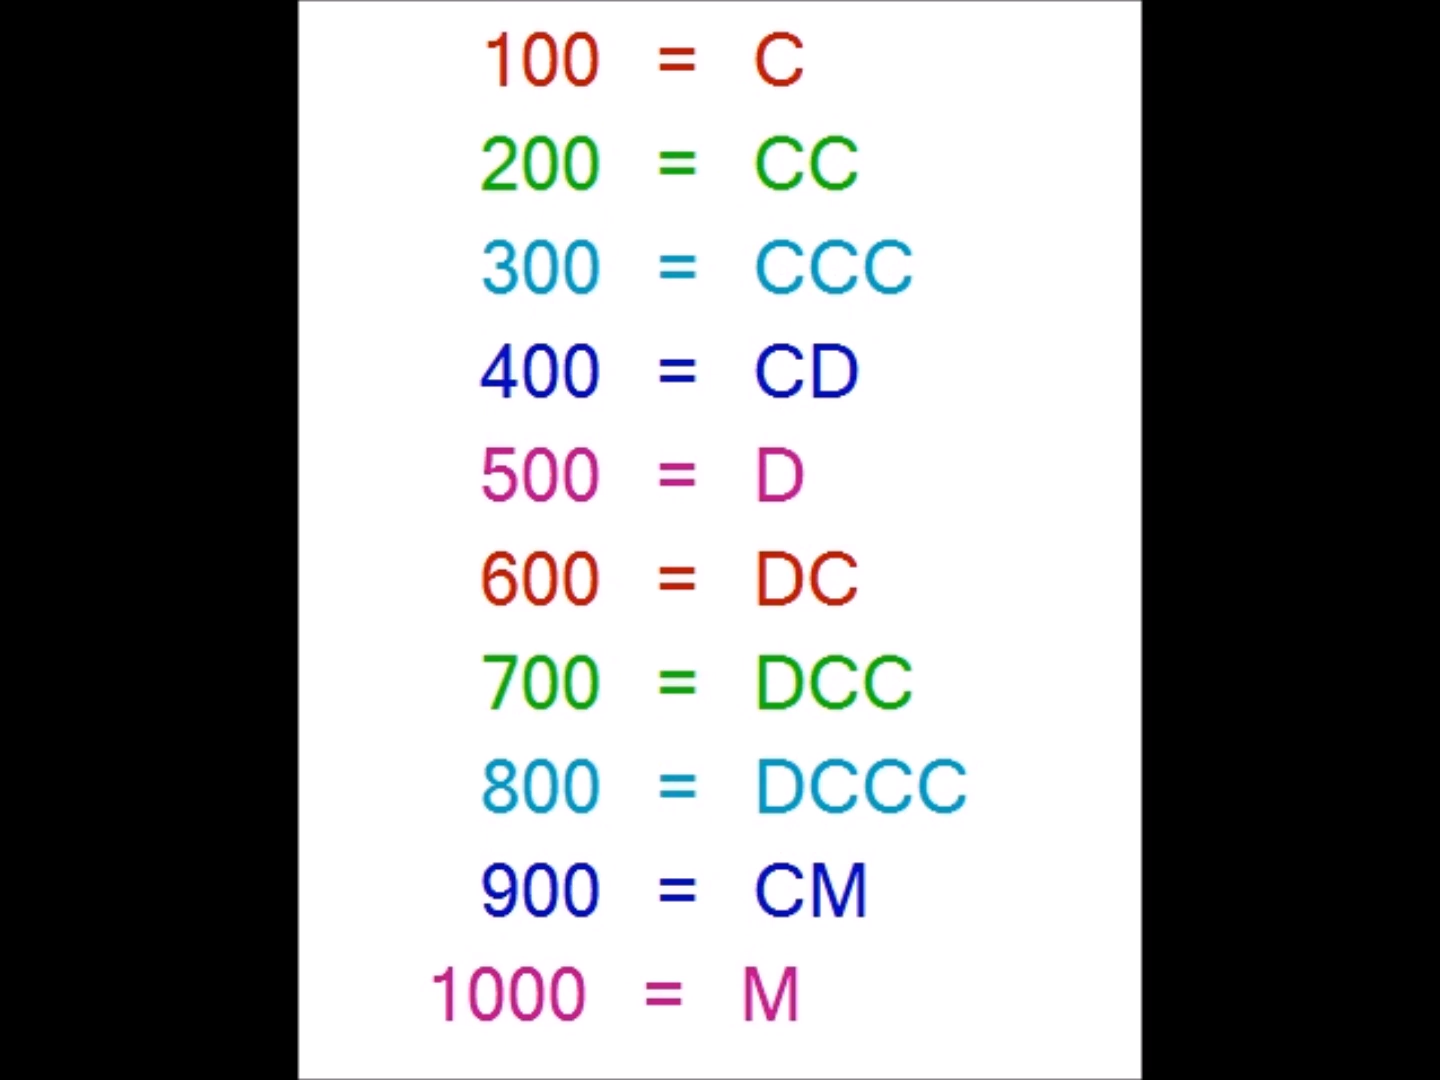 100 = C
200 = CC
300 = CCC
400 = CD
500 = D
600 = DC
700 = DCC
800 = DCCC
900 = CM
1000 = M